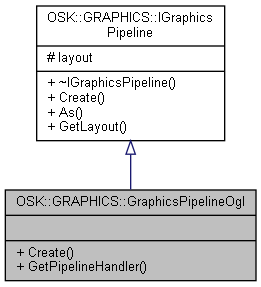 OSK::GRAPHICS::IGraphics
Pipeline
# layout
+ ~IGraphicsPipeline()
+ Create()
+ As()
+ GetLayout()
OSK::GRAPHICS::GraphicsPipelineOgl
+ Create()
+ GetPipelineHandler()